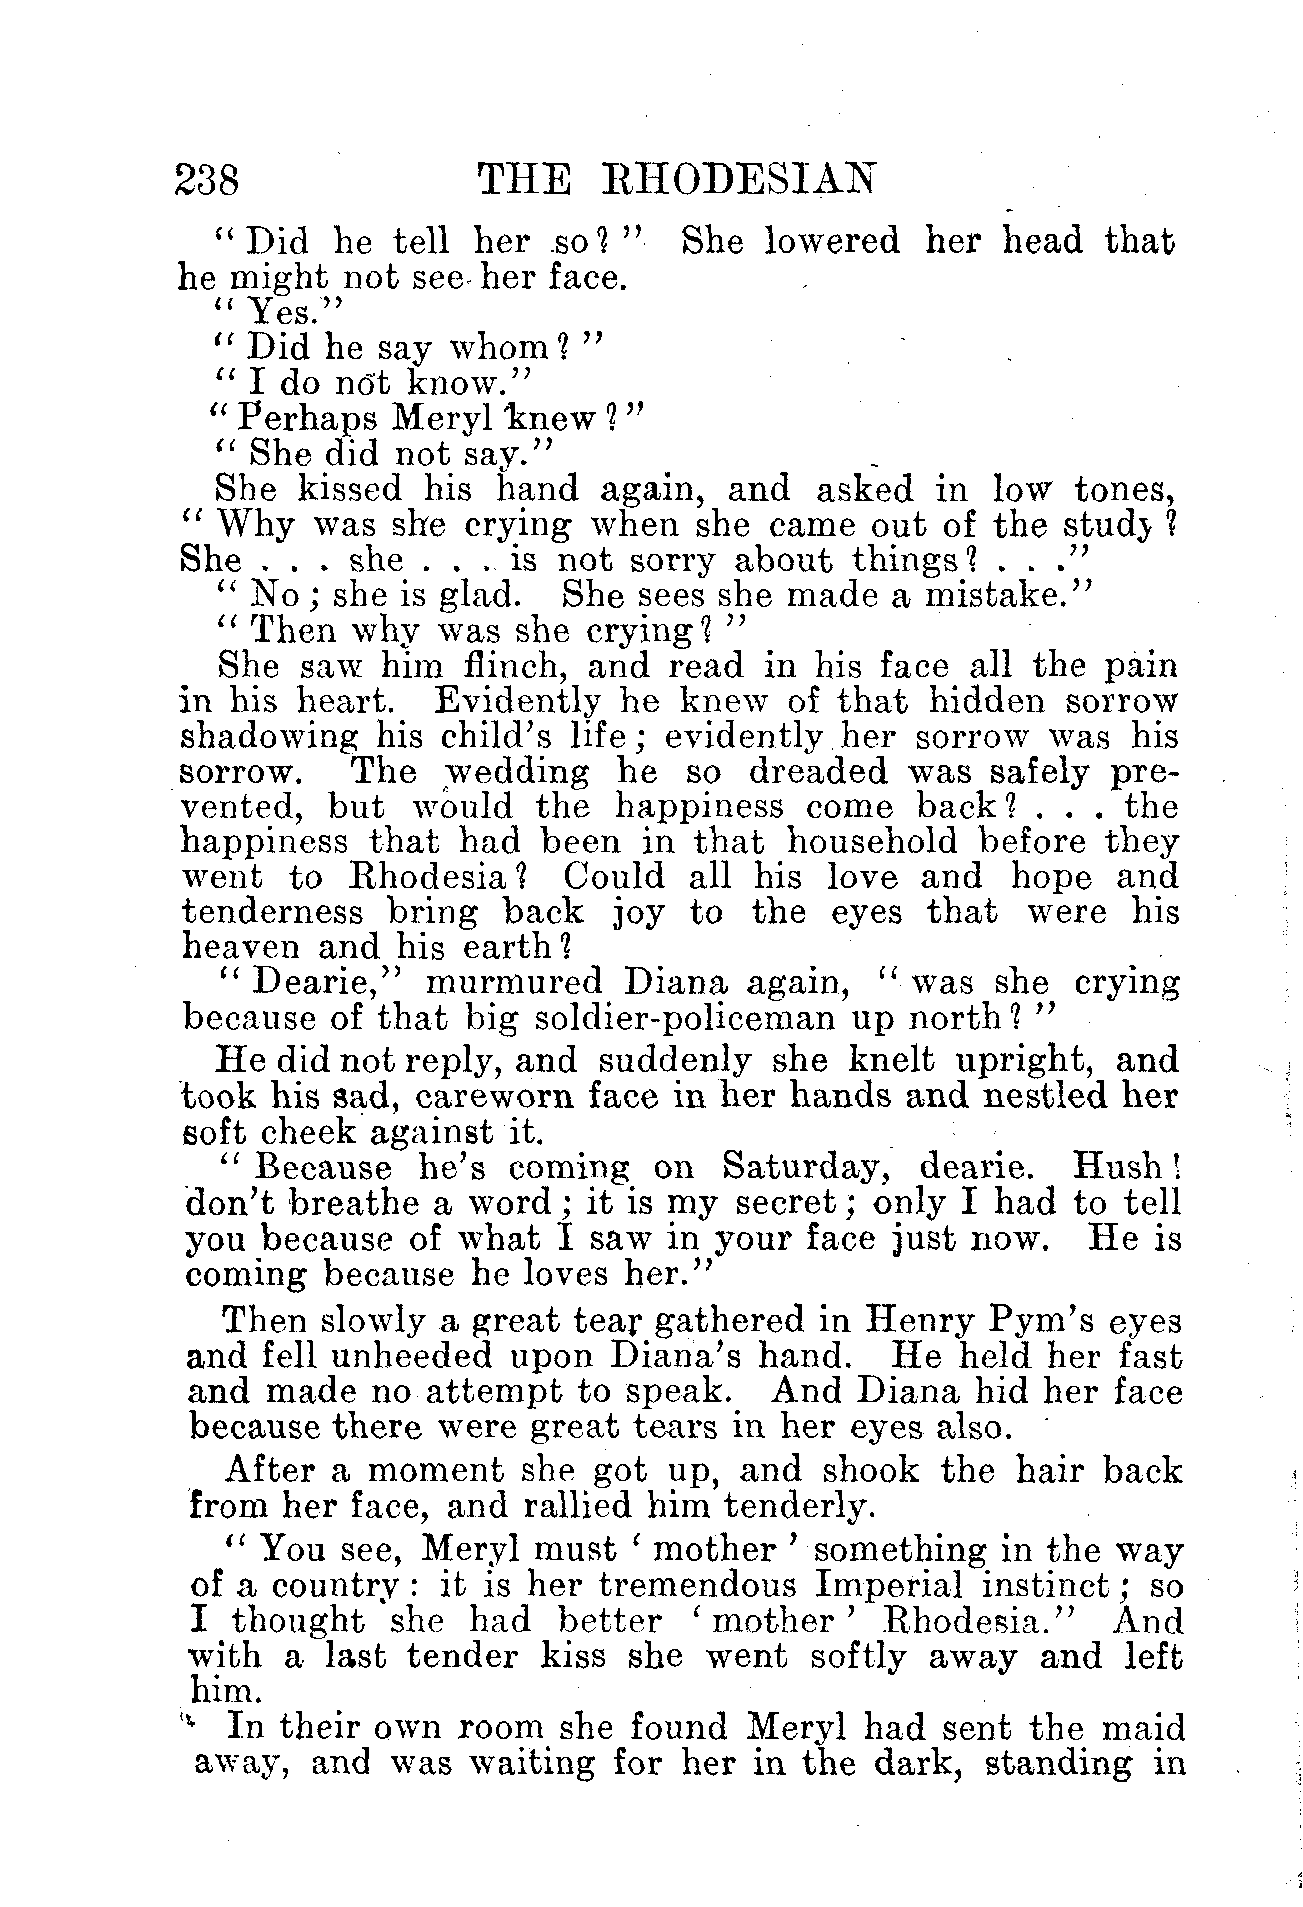 238 THE RHODESIAN
“ Did he tell her so? ” She lowered her head that
he might not see her face.
“ Yes.”
“ Did he say whom? ”
“ I do not know.”
“ Perhaps Meryl knew? ”
“ She did not say.”
She kissed his hand again, and asked in low tones,
“ Why was she crying when she came out of the study?
She . . . she . . . is not sorry about things? . . .”
“ No; she is glad. She sees she made a mistake.”
“ Then why was she crying? ”
She saw him flinch, and read in his face all the pain
in his heart. Evidently he knew of that hidden sorrow
shadowing his child’s life; evidently her sorrow was his
sorrow. The wedding he so dreaded was safely pre-
vented, but would the happiness come back? . . . the
happiness that had been in that household before they
went to Rhodesia? Could all his love and hope and
tenderness bring back joy to the eyes that were his
heaven and his earth?
“ Dearie,” murmured Diana again, “ was she crying
because of that big soldier-policeman up north? ”
He did not reply, and suddenly she knelt upright, and
took his sad, careworn face in her hands and nestled her
soft cheek against it.
“ Because he’s coming on Saturday, dearie. Hush!
don’t breathe a word; it is my secret; only I had to tell
you because of what I saw in your face just now. He is
coming because he loves her.”
Then slowly a great tear gathered in Henry Pym’s eyes
and fell unheeded upon Diana’s hand. He held her fast
and made no attempt to speak. And Diana hid her face
because there were great tears in her eyes also.
After a moment she got up, and shook the hair back
from her face, and rallied him tenderly.
“ You see, Meryl must ‘ mother ’ something in the way
of a country: it is her tremendous Imperial instinct; so
I thought she had better ‘ mother ’ Rhodesia.” And
with a last tender kiss she went softly away and left
him.
In their own room she found Meryl had sent the maid
away, and was waiting for her in the dark, standing in